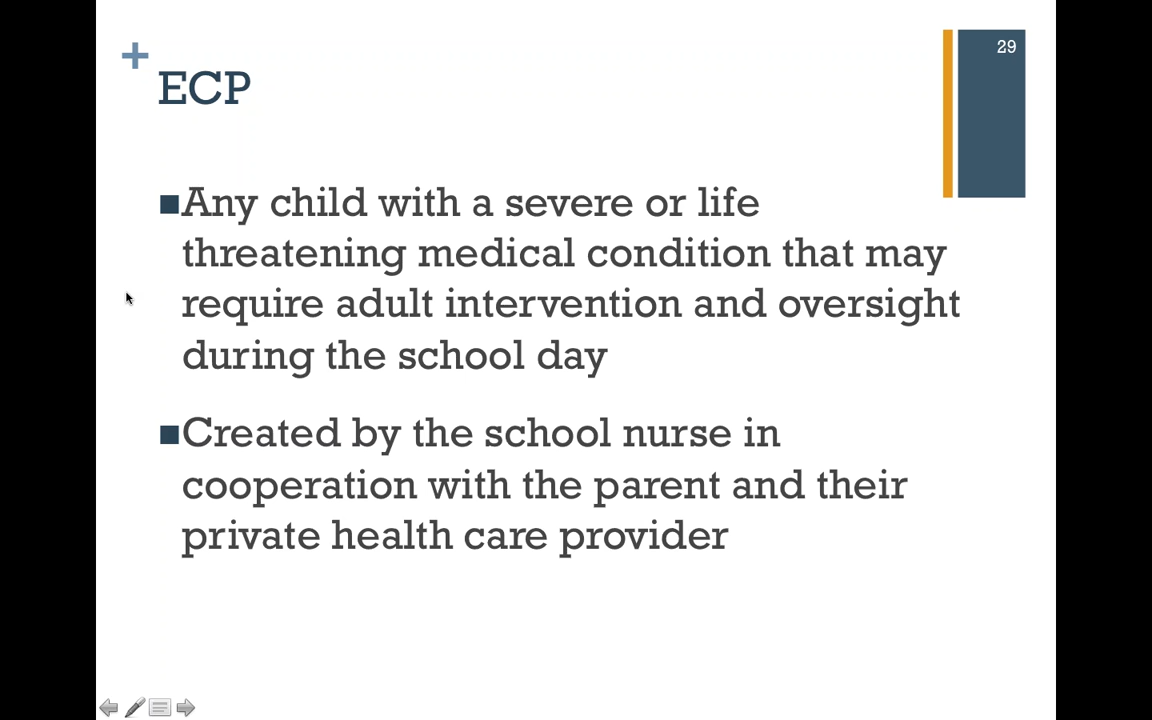 29
+
ECP
■Any child with a severe or life
threatening medical condition that may
require adult intervention and oversight
during the school day
■Created by the school nurse in
cooperation with the parent and their
private health care provider